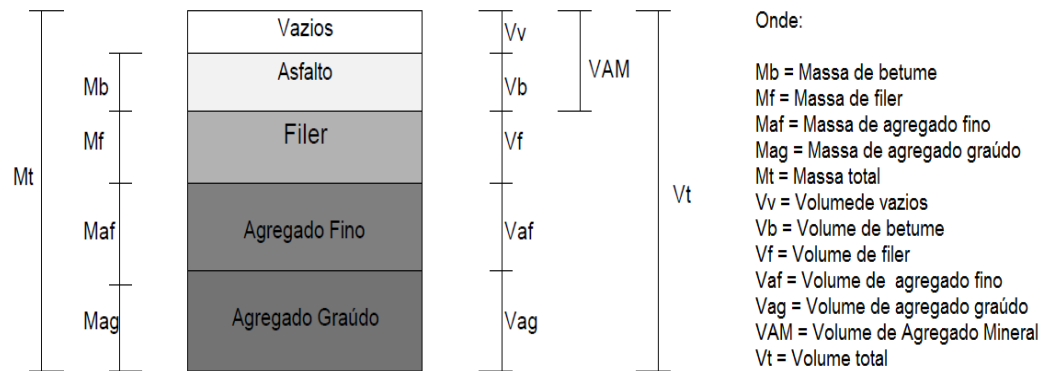 Vazios
Asfalto
Filer
Agregado Fino
Agregado Graúdo
Mt
Mb
Mf
Maf
Mag
Vv
Vb
Vf
Vaf
Vag
VAM
Vt
Onde:
Mb = Massa de betume
Mf = Massa de filer
Maf = Massa de agregado fino
Mag = Massa de agregado graúdo
Mt = Massa total
Vv = Volumede vazios
Vb = Volume de betume
Vf = Volume de filer
Vaf = Volume de agregado fino
Vag = Volume de agregado graúdo
VAM = Volume de Agregado Mineral
Vt = Volume total